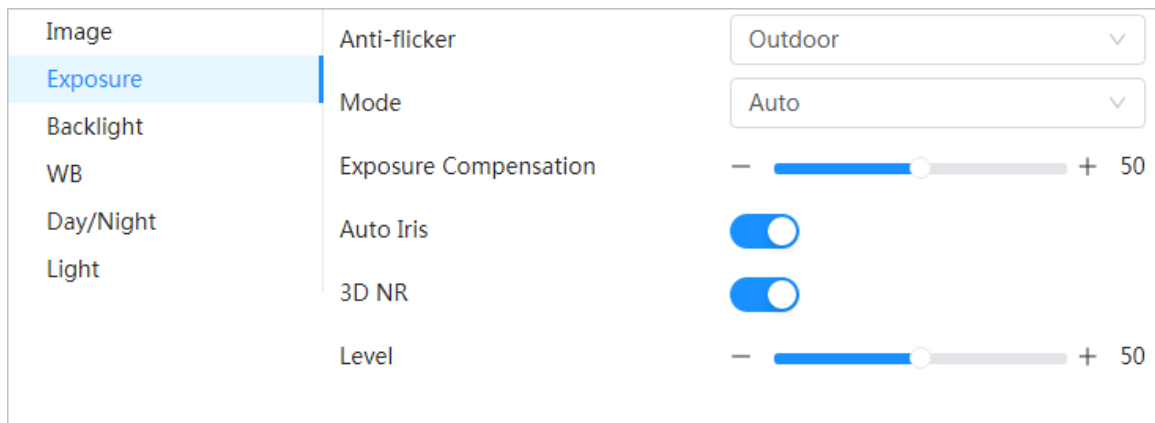 Image
Exposure
Backlight
WB
Day/Night
Light
Anti-flicker Outdoor
Mode Auto
Exposure Compensation − + 50
Auto Iris
3D NR
Level − + 50